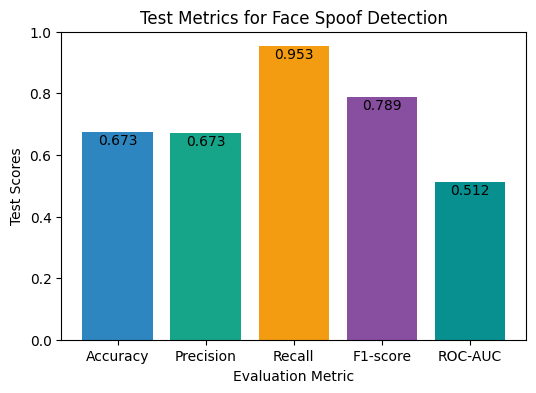 Test Metrics for Face Spoof Detection
1.0
0.8
0.6
0.4
0.2
0.0
Test Scores
0.673
0.673
0.953
0.789
0.512
Accuracy
Precision
Recall
F1-score
ROC-AUC
Evaluation Metric